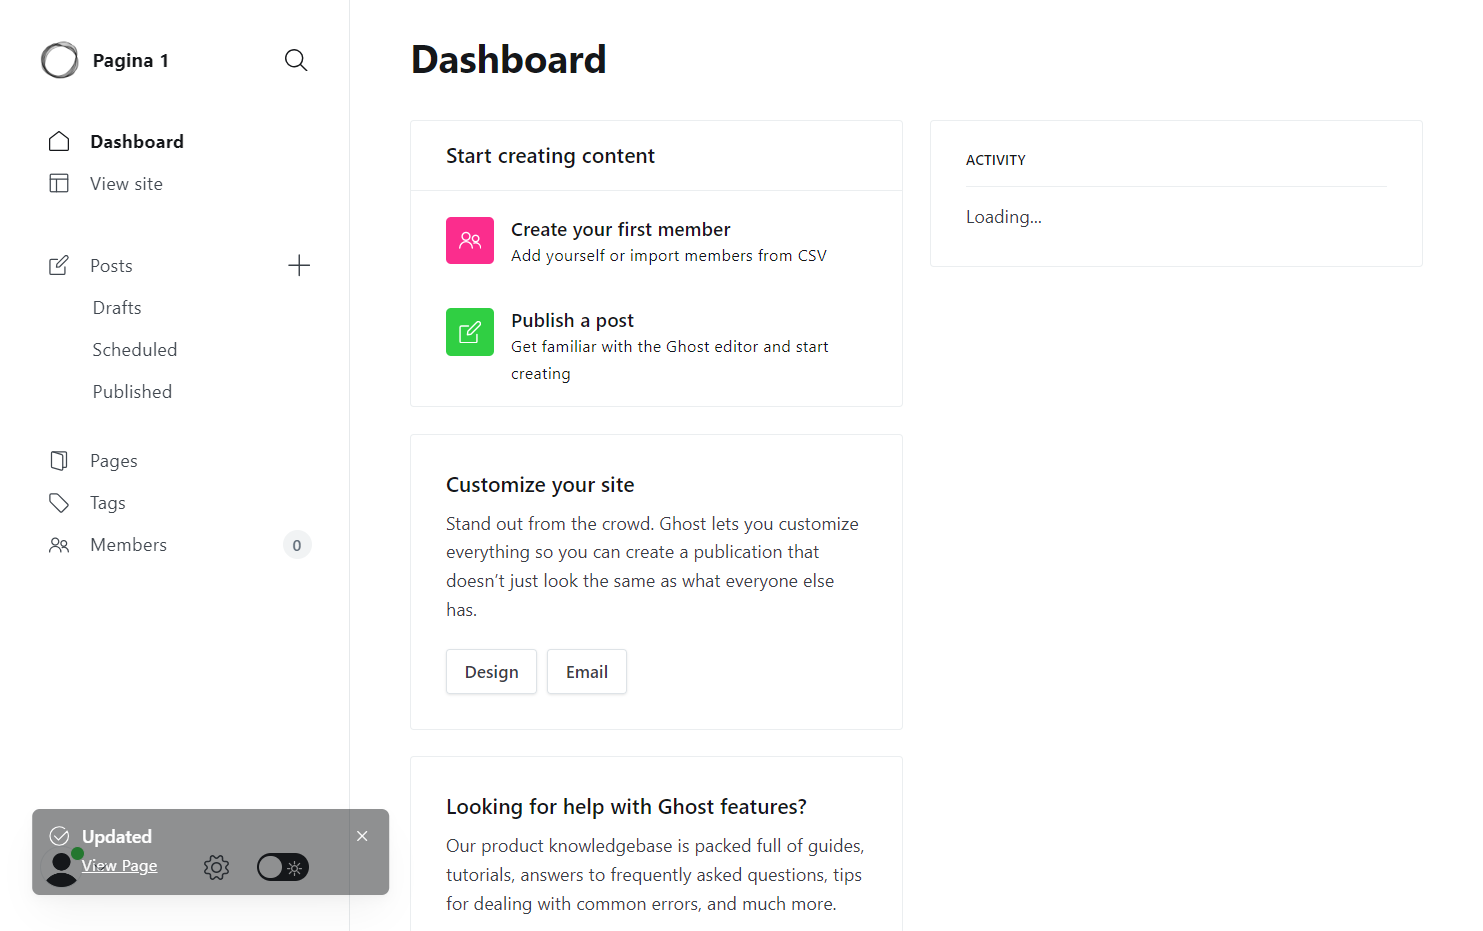 Pagina 1
Dashboard
View site
Posts
Drafts
Scheduled
Published
Pages
Tags
Members
0
Updated
View Page
Dashboard
Start creating content
Create your first member
Add yourself or import members from CSV
Publish a post
Get familiar with the Ghost editor and start
creating
Customize your site
Stand out from the crowd. Ghost lets you customize
everything so you can create a publication that
doesn’t just look the same as what everyone else
has.
Design
Email
Looking for help with Ghost features?
Our product knowledgebase is packed full of guides,
tutorials, answers to frequently asked questions, tips
for dealing with common errors, and much more.
ACTIVITY
Loading...